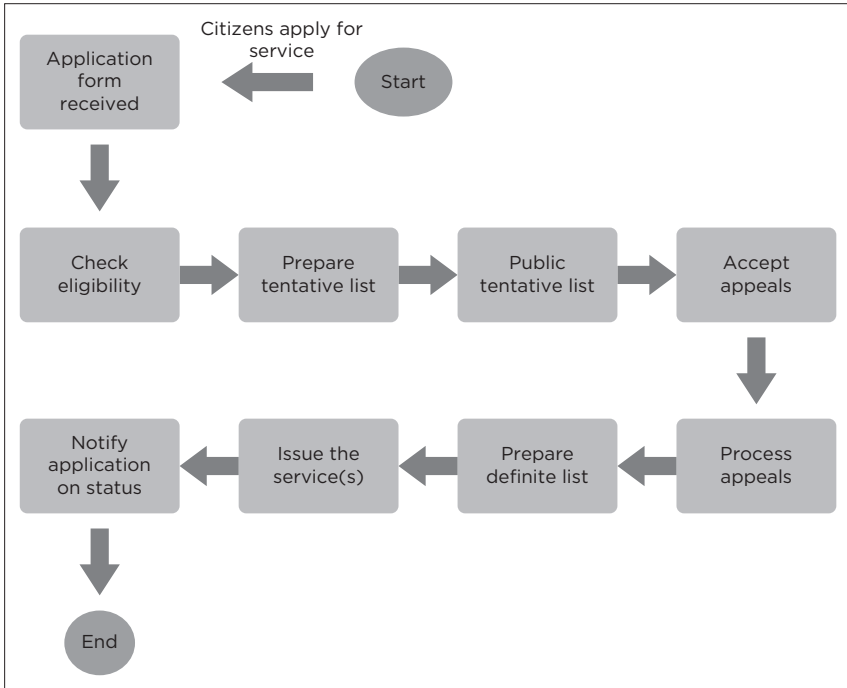 Citizens apply for
service
Start
Application
form
received
Check
eligibility
Prepare
tentative list
Public
tentative list
Accept
appeals
Process
appeals
Prepare
definite list
Issue the
service(s)
Notify
application
on status
End